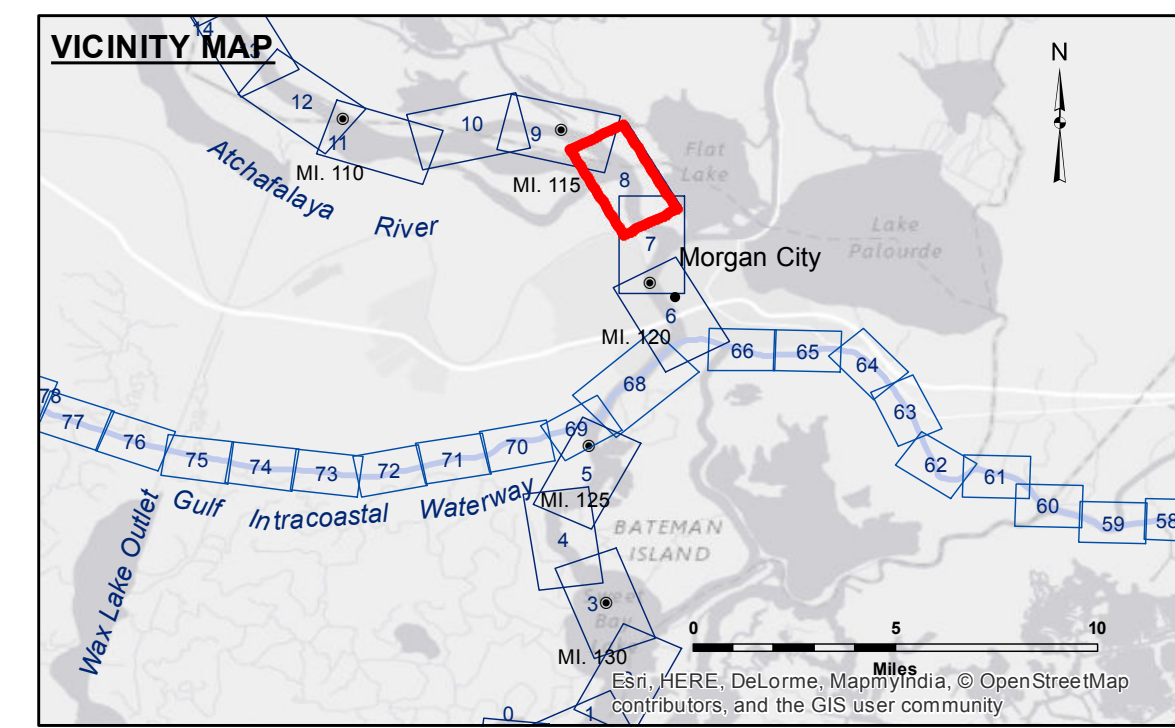 VICINITY MAP
N
14
12
11
10
9
8
7
6
Atchafalaya
River
MI. 110
MI. 115
Flat
Lake
Lake
Palourde
Morgan City
MI. 120
66
65
64
63
62
61
60
59
58
68
69
70
71
72
73
74
75
76
77
78
Gulf Intracoastal Waterway
Wax Lake Outlet
5
MI. 125
4
BATEMAN
ISLAND
3
Sweet
Bay
MI. 130
1
0
0 5 10
Miles
Esri, HERE, DeLorme, MapmyIndia, © OpenStreetMap
contributors, and the GIS user community